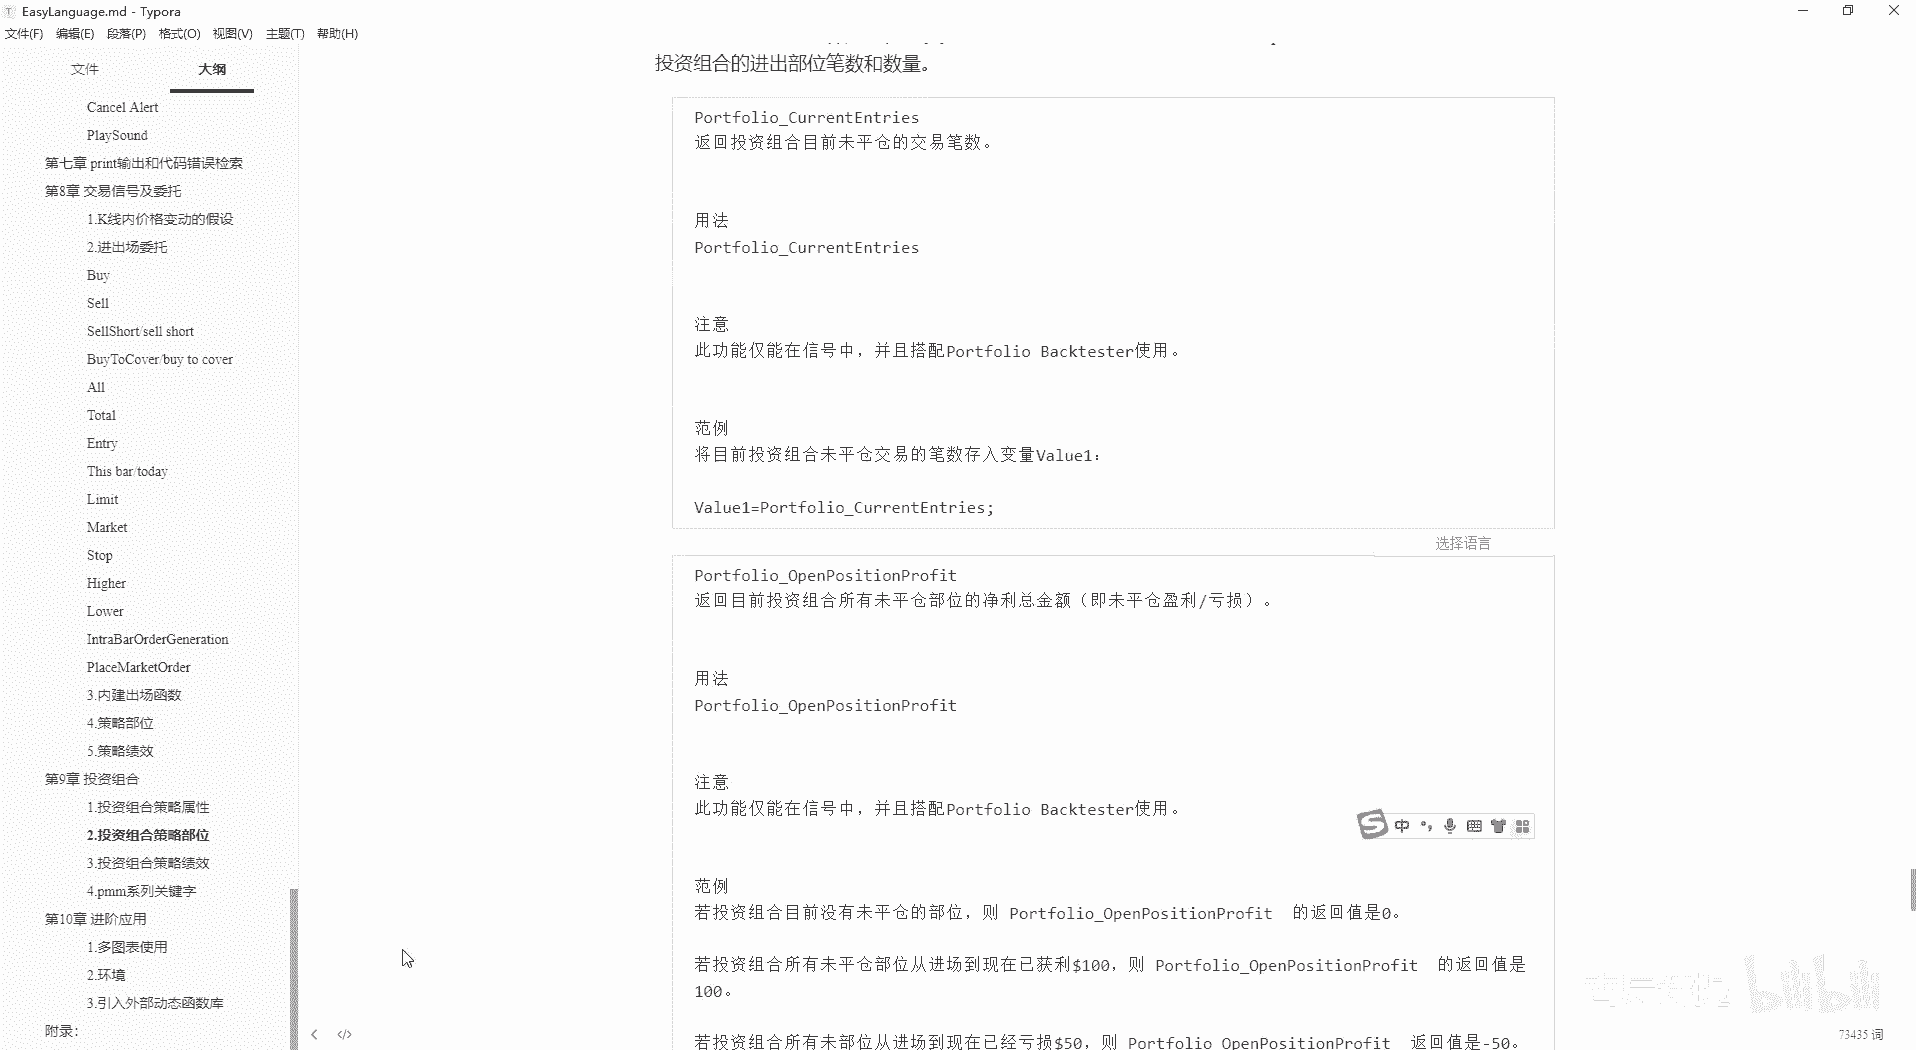 EasyLanguage.md - Typora
文件(F) 编辑(E) 段落(P) 格式(O) 视图(V) 主题(T) 帮助(H)
文件 大纲
Cancel Alert
PlaySound
第七章 print输出和代码错误检索
第8章 交易信号及委托
1.K线内价格变动的假设
2.进出场委托
Buy
Sell
SellShort/sell short
BuyToCover/buy to cover
All
Total
Entry
This bar/today
Limit
Market
Stop
Higher
Lower
IntraBarOrderGeneration
PlaceMarketOrder
3.内建出场函数
4.策略部位
5.策略绩效
第9章 投资组合
1.投资组合策略属性
2.投资组合策略部位
3.投资组合策略绩效
4.pmm系列关键字
第10章 进阶应用
1.多图表使用
2.环境
3.引入外部动态函数库
附录：
投资组合的进出部位笔数和数量。
Portfolio_CurrentEntries
返回投资组合目前未平仓的交易笔数。
用法
Portfolio_CurrentEntries
注意
此功能仅能在信号中，并且搭配Portfolio Backtester使用。
范例
将目前投资组合未平仓交易的笔数存入变量Value1：
Value1=Portfolio_CurrentEntries;
选择语言
Portfolio_OpenPositionProfit
返回目前投资组合所有未平仓部位的净利总金额（即未平仓盈利/亏损）。
用法
Portfolio_OpenPositionProfit
注意
此功能仅能在信号中，并且搭配Portfolio Backtester使用。
范例
若投资组合目前没有未平仓的部位，则 Portfolio_OpenPositionProfit 的返回值是0。
若投资组合所有未平仓部位从进场到现在已获利$100，则 Portfolio_OpenPositionProfit 的返回值是
100。
若投资组合所有未部位从进场到现在已经亏损$50，则 Portfolio_OpenPositionProfit 返回值是-50。
中
bilibili
73435 词